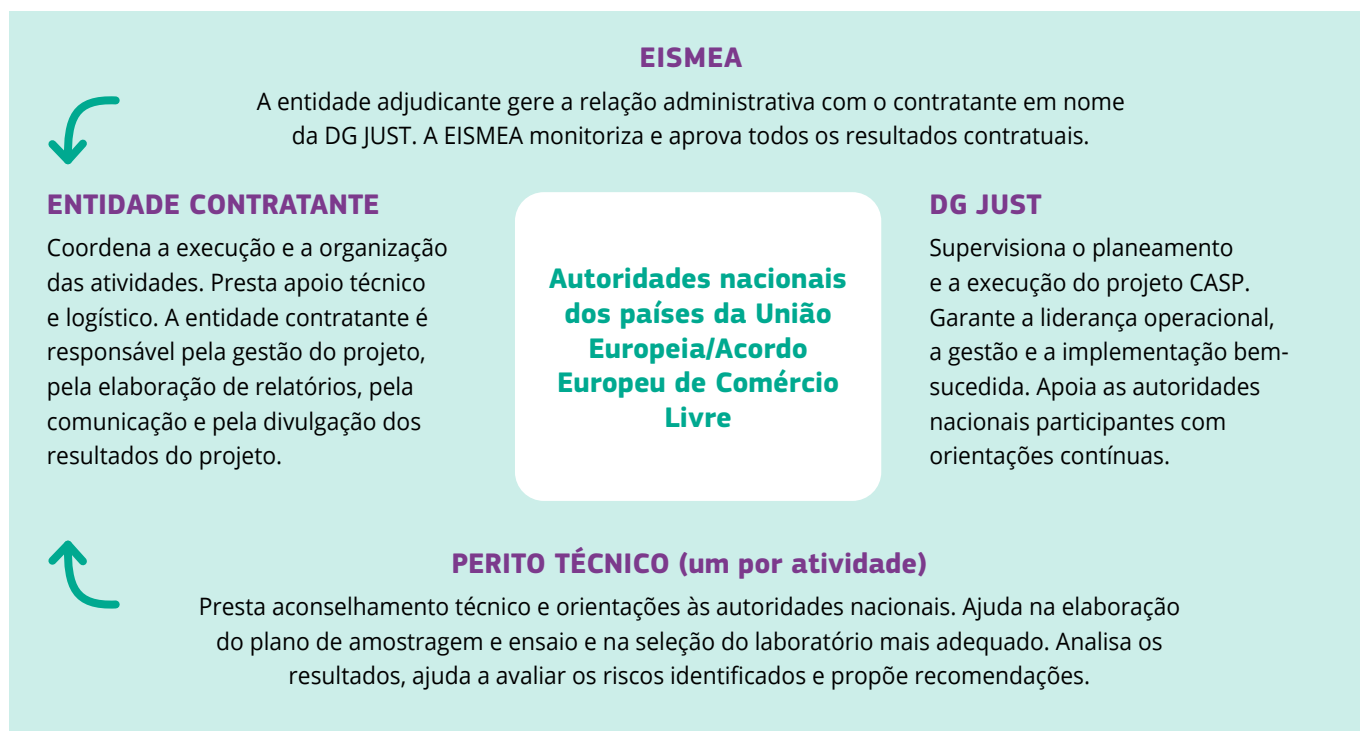 EISMEA
A entidade adjudicante gere a relação administrativa com o contratante em nome
da DG JUST. A EISMEA monitoriza e aprova todos os resultados contratuais.
ENTIDADE CONTRATANTE
Coordena a execução e a organização
das atividades. Presta apoio técnico
e logístico. A entidade contratante é
responsável pela gestão do projeto,
pela elaboração de relatórios, pela
comunicação e pela divulgação dos
resultados do projeto.
Autoridades nacionais
dos países da União
Europeia/Acordo
Europeu de Comércio
Livre
DG JUST
Supervisiona o planeamento
e a execução do projeto CASP.
Garante a liderança operacional,
a gestão e a implementação bem-
sucedida. Apoia as autoridades
nacionais participantes com
orientações contínuas.
PERITO TÉCNICO (um por atividade)
Presta aconselhamento técnico e orientações às autoridades nacionais. Ajuda na elaboração
do plano de amostragem e ensaio e na seleção do laboratório mais adequado. Analisa os
resultados, ajuda a avaliar os riscos identificados e propõe recomendações.